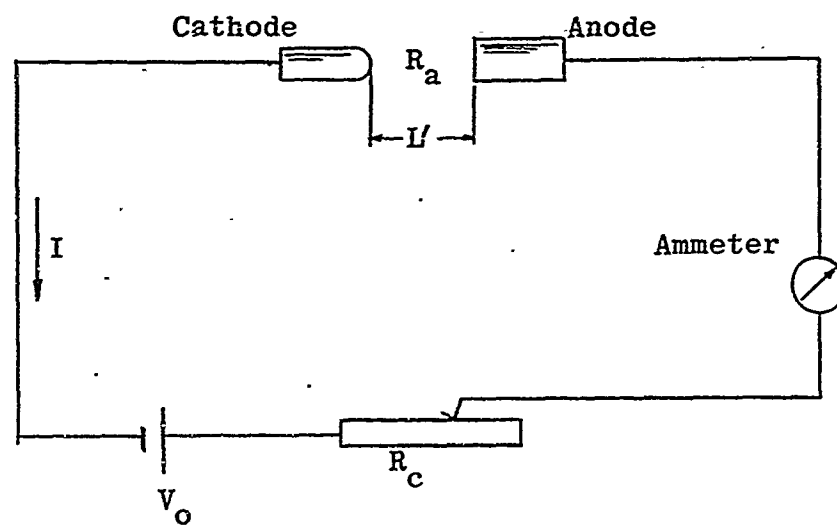 Cathode
Anode
R_a
L'
I
Ammeter
R_c
V_o